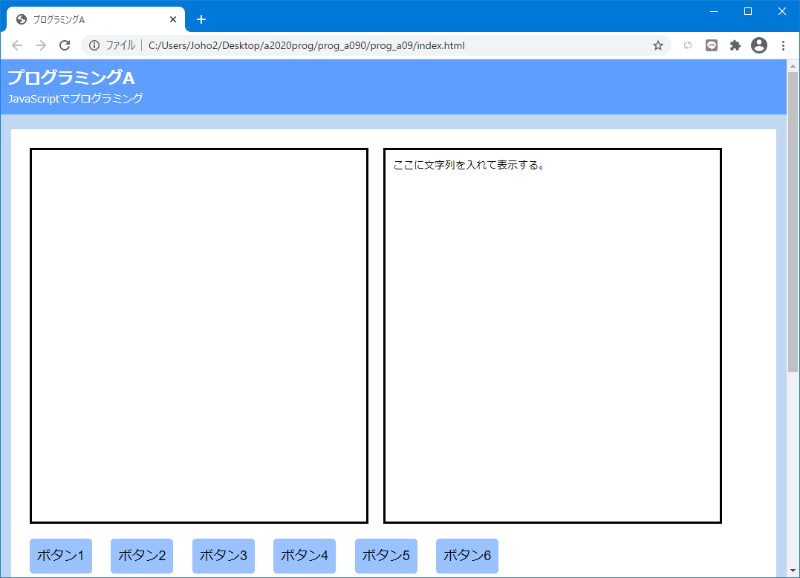 プログラミングA
ファイル | C:/Users/Joho2/Desktop/a2020prog/prog_a090/prog_a09/index.html
プログラミングA
JavaScriptでプログラミング
ここに文字列を入れて表示する。
ボタン1 ボタン2 ボタン3 ボタン4 ボタン5 ボタン6